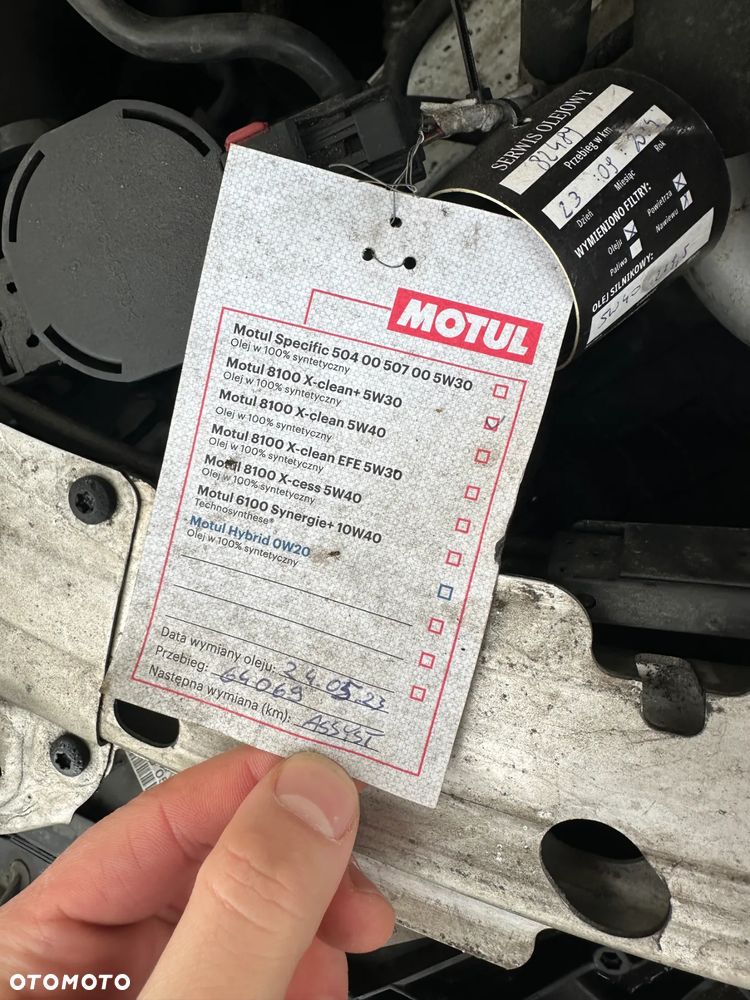 SERWIS OLEJOWY
82489
Przebieg w km
23 : 09 :
Dzień Miesiąc Rok
WYMIENIONO FILTRY:
Oleju Powietrza
Paliwa Nawiewu
OLEJ SILNIKOWY:
5W40
MOTUL
Motul Specific 504 00 507 00 5W30
Olej w 100% syntetyczny
Motul 8100 X-clean+ 5W30
Olej w 100% syntetyczny
Motul 8100 X-clean 5W40
Olej w 100% syntetyczny
Motul 8100 X-clean EFE 5W30
Olej w 100% syntetyczny
Motul 8100 X-cess 5W40
Olej w 100% syntetyczny
Motul 6100 Synergie+ 10W40
Technosynthese®
Motul Hybrid 0W20
Olej w 100% syntetyczny
Data wymiany oleju: 24.05.23
Przebieg: 64069
Następna wymiana (km): ASSYST
OTOMOTO